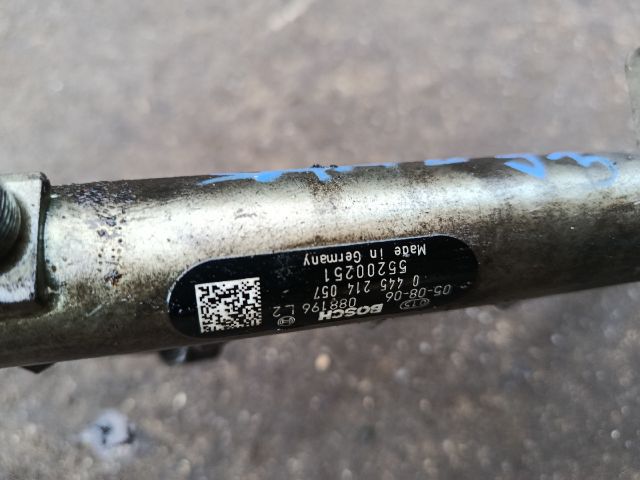 05-08-06 BOSCH 088196 L2
0 445 214 057
55200251
Made in Germany